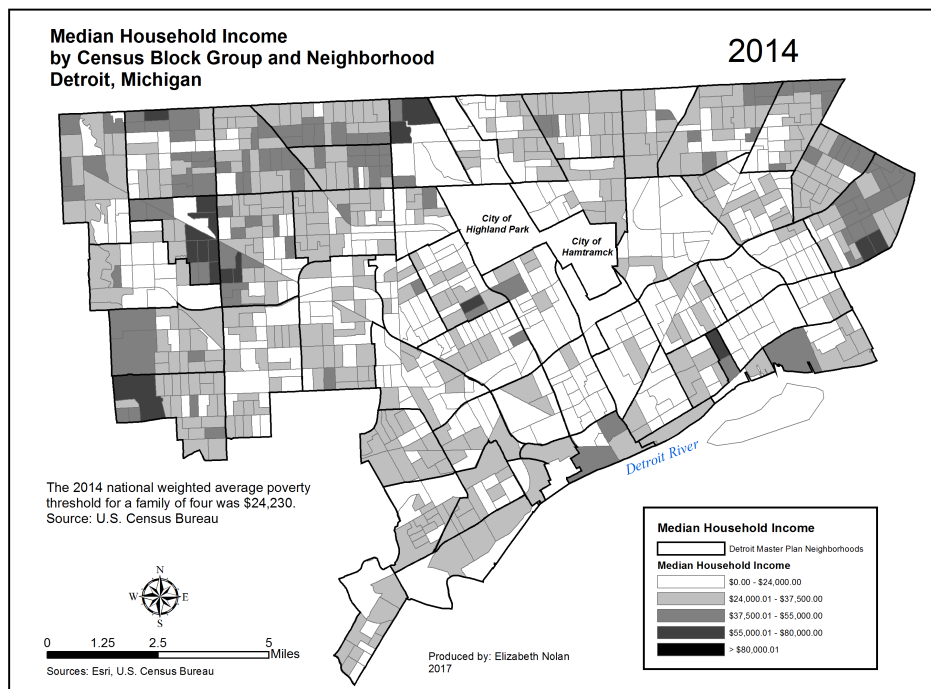 Median Household Income
by Census Block Group and Neighborhood
Detroit, Michigan
2014
City of
Highland Park
City of
Hamtramck
Detroit River
The 2014 national weighted average poverty
threshold for a family of four was $24,230.
Source: U.S. Census Bureau
N
W E
S
0 1.25 2.5 5
Miles
Sources: Esri, U.S. Census Bureau
Produced by: Elizabeth Nolan
2017
Median Household Income
Detroit Master Plan Neighborhoods
Median Household Income
$0.00 - $24,000.00
$24,000.01 - $37,500.00
$37,500.01 - $55,000.00
$55,000.01 - $80,000.00
> $80,000.01